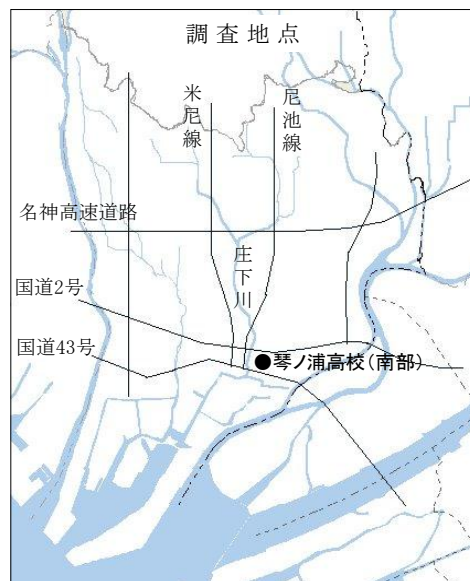 調査地点
米尼線
尼池線
名神高速道路
庄下川
国道2号
国道43号
琴ノ浦高校（南部）